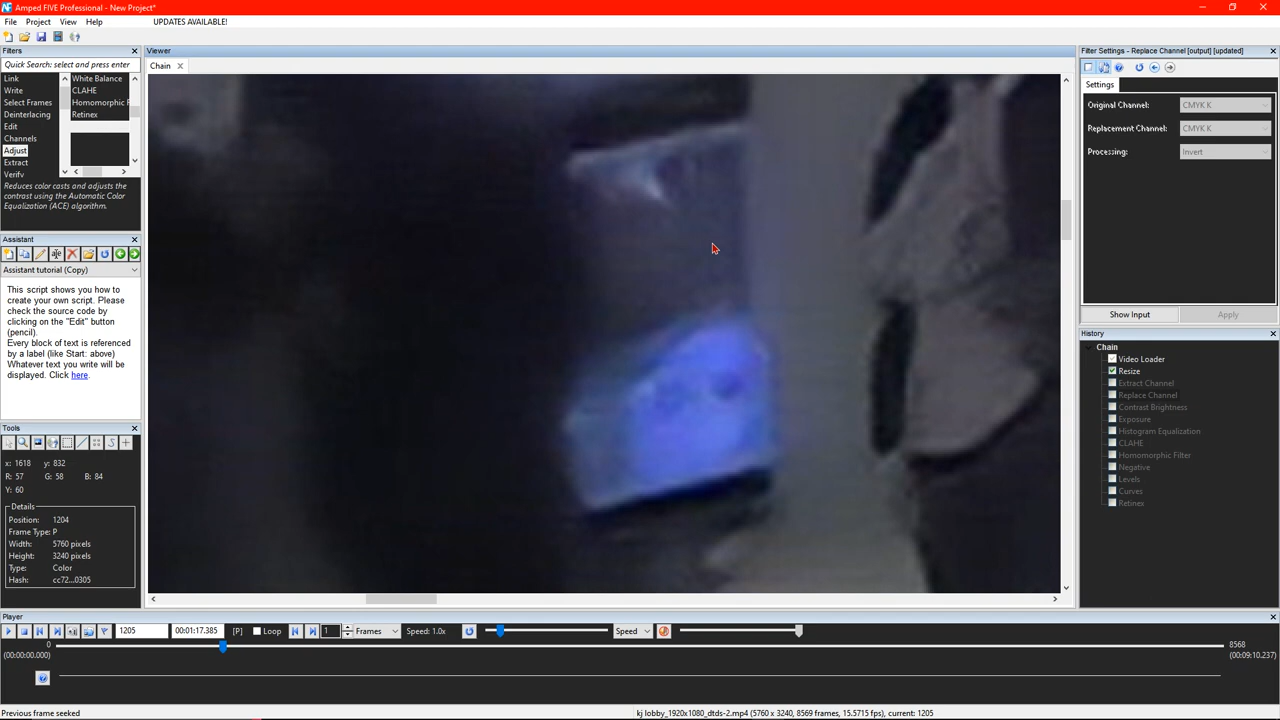 Amped FIVE Professional - New Project*
File Project View Help UPDATES AVAILABLE!
Filters
Quick Search: select and press enter
Link
Write
Select Frames
Deinterlacing
Edit
Channels
Adjust
Extract
Verify
White Balance
CLAHE
Homomorphic F
Retinex
Reduces color casts and adjusts the
contrast using the Automatic Color
Equalization (ACE) algorithm.
Assistant
Assistant tutorial (Copy)
This script shows you how to
create your own script. Please
check the source code by
clicking on the "Edit" button
(pencil).
Every block of text is referenced
by a label (like Start: above)
Whatever text you write will be
displayed. Click here.
Tools
x: 1618 y: 832
R: 57 G: 58 B: 84
Y: 60
Details
Position: 1204
Frame Type: P
Width: 5760 pixels
Height: 3240 pixels
Type: Color
Hash: cc72...0305
Viewer
Chain
Filter Settings - Replace Channel [output] [updated]
Settings
Original Channel: CMYK K
Replacement Channel: CMYK K
Processing: Invert
Show Input Apply
History
Chain
Video Loader
Resize
Extract Channel
Replace Channel
Contrast Brightness
Exposure
Histogram Equalization
CLAHE
Homomorphic Filter
Negative
Levels
Curves
Retinex
Player
1205 00:01:17.385 [P] Loop 1 Frames Speed: 1.0x Speed
0 8568
(00:00:00.000) (00:09:10.237)
Previous frame seeked kj lobby_1920x1080_dtds-2.mp4 (5760 x 3240, 8569 frames, 15.5715 fps), current: 1205